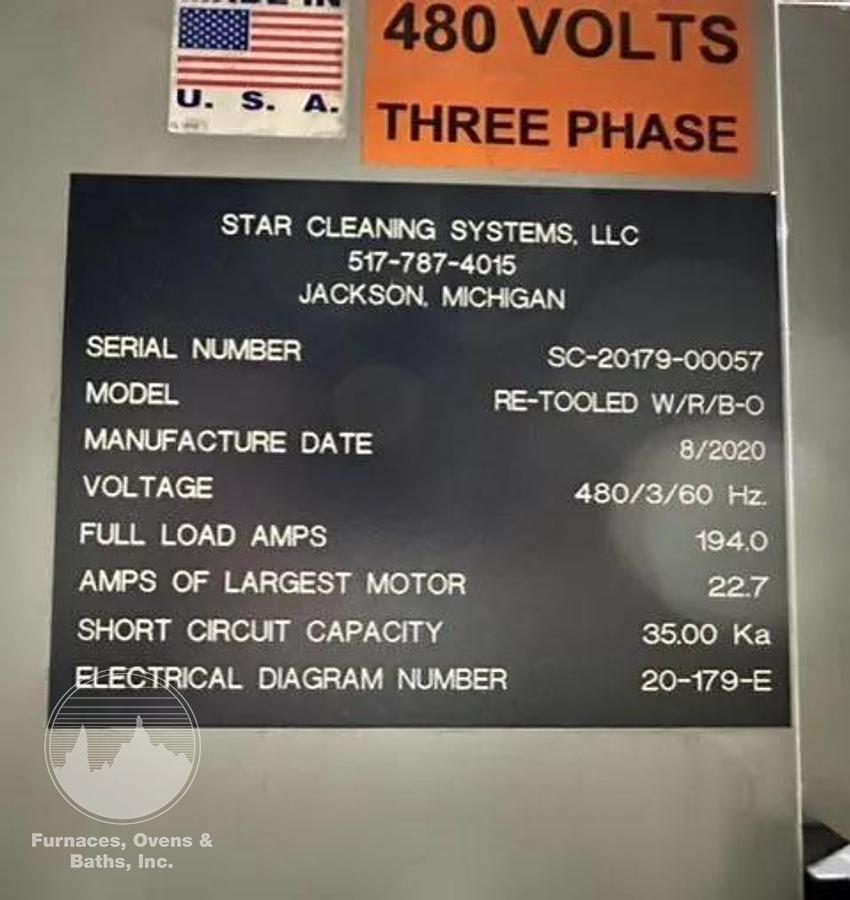 MADE IN
U. S. A.
480 VOLTS
THREE PHASE
STAR CLEANING SYSTEMS, LLC
517-787-4015
JACKSON, MICHIGAN
SERIAL NUMBER SC-20179-00057
MODEL RE-TOOLED W/R/B-O
MANUFACTURE DATE 8/2020
VOLTAGE 480/3/60 Hz.
FULL LOAD AMPS 194.0
AMPS OF LARGEST MOTOR 22.7
SHORT CIRCUIT CAPACITY 35.00 Ka
ELECTRICAL DIAGRAM NUMBER 20-179-E
Furnaces, Ovens &
Baths, Inc.